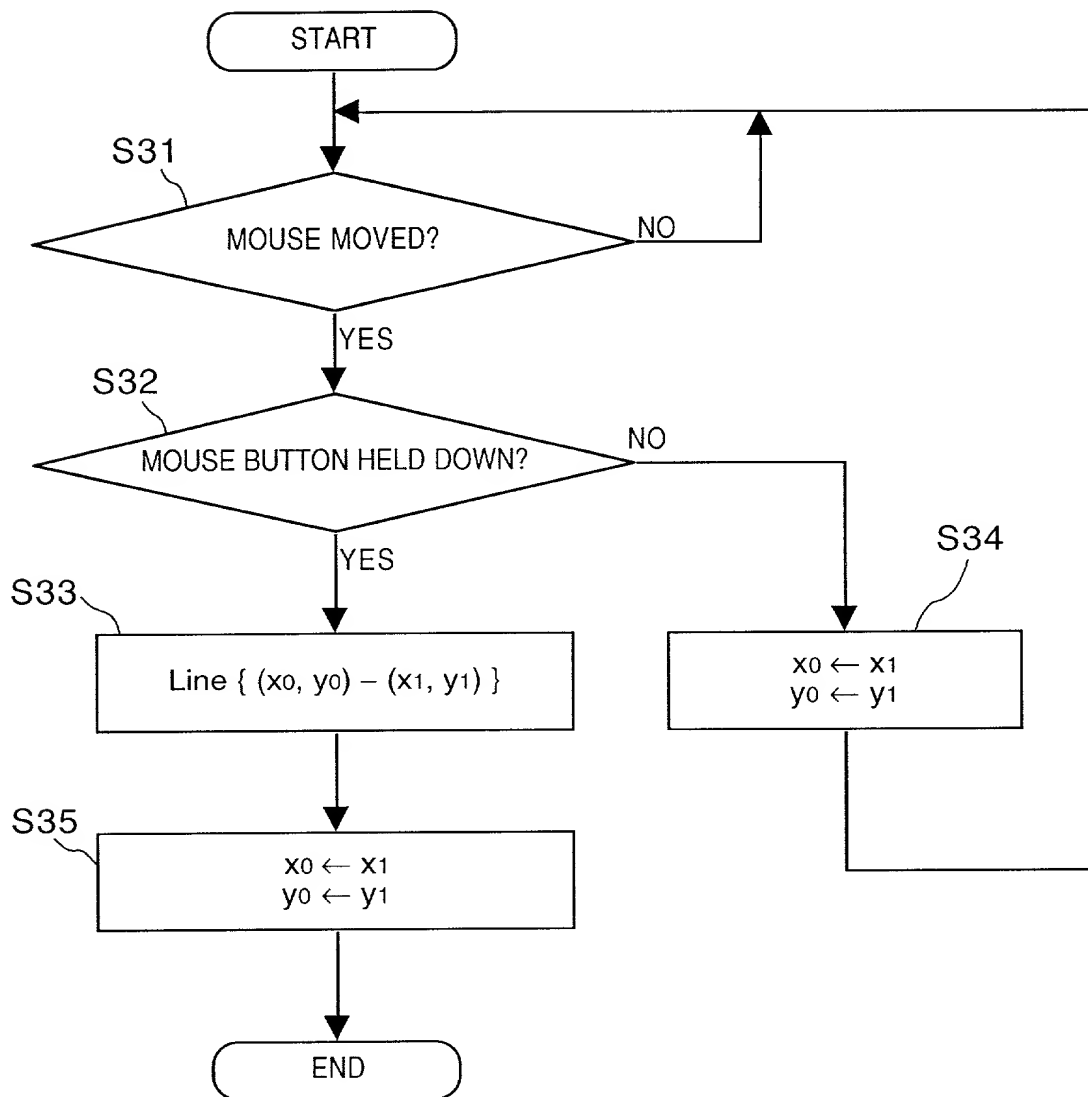 START
S31
MOUSE MOVED?
NO
YES
S32
MOUSE BUTTON HELD DOWN?
NO
YES
S33
Line { (x0, y0) – (x1, y1) }
S34
x0 ← x1
y0 ← y1
S35
x0 ← x1
y0 ← y1
END